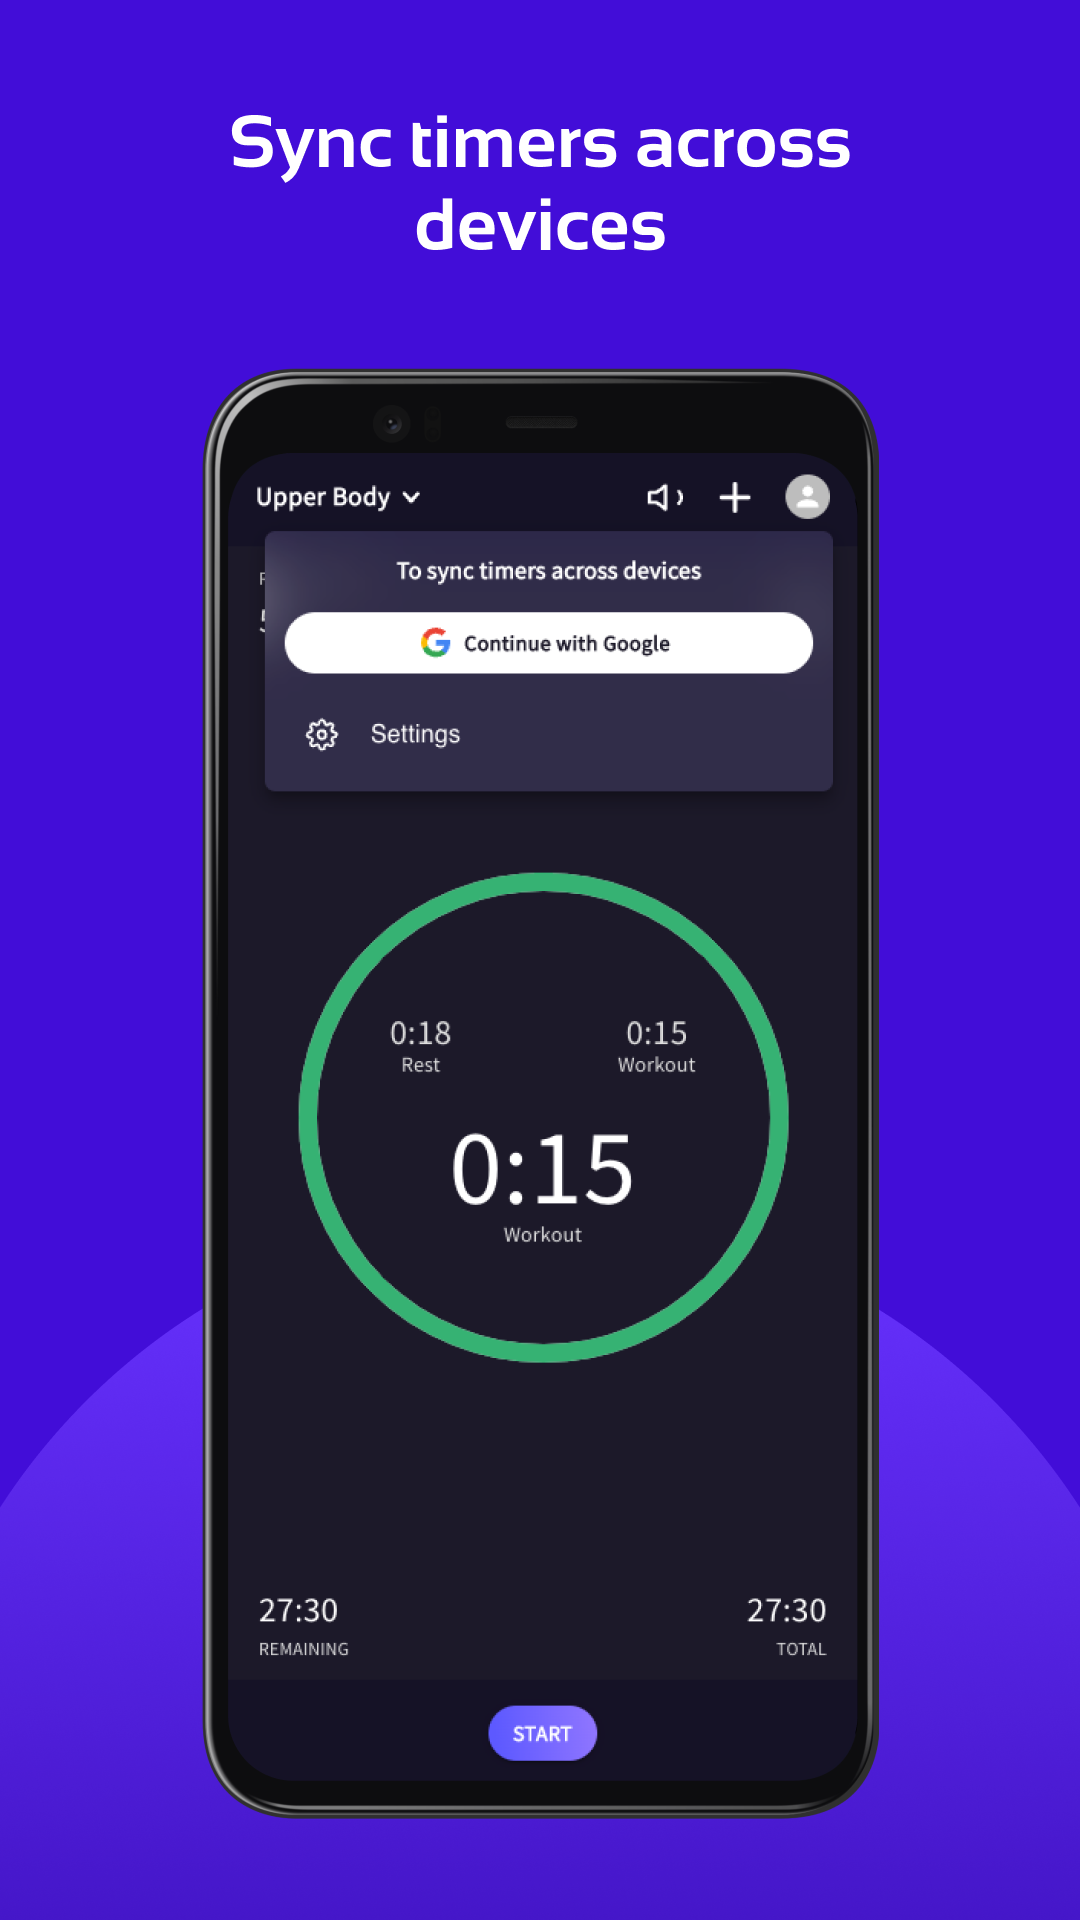 Sync timers across
devices
Upper Body
To sync timers across devices
Continue with Google
Settings
0:18
0:15
Rest
Workout
0:15
Workout
27:30
27:30
REMAINING
TOTAL
START